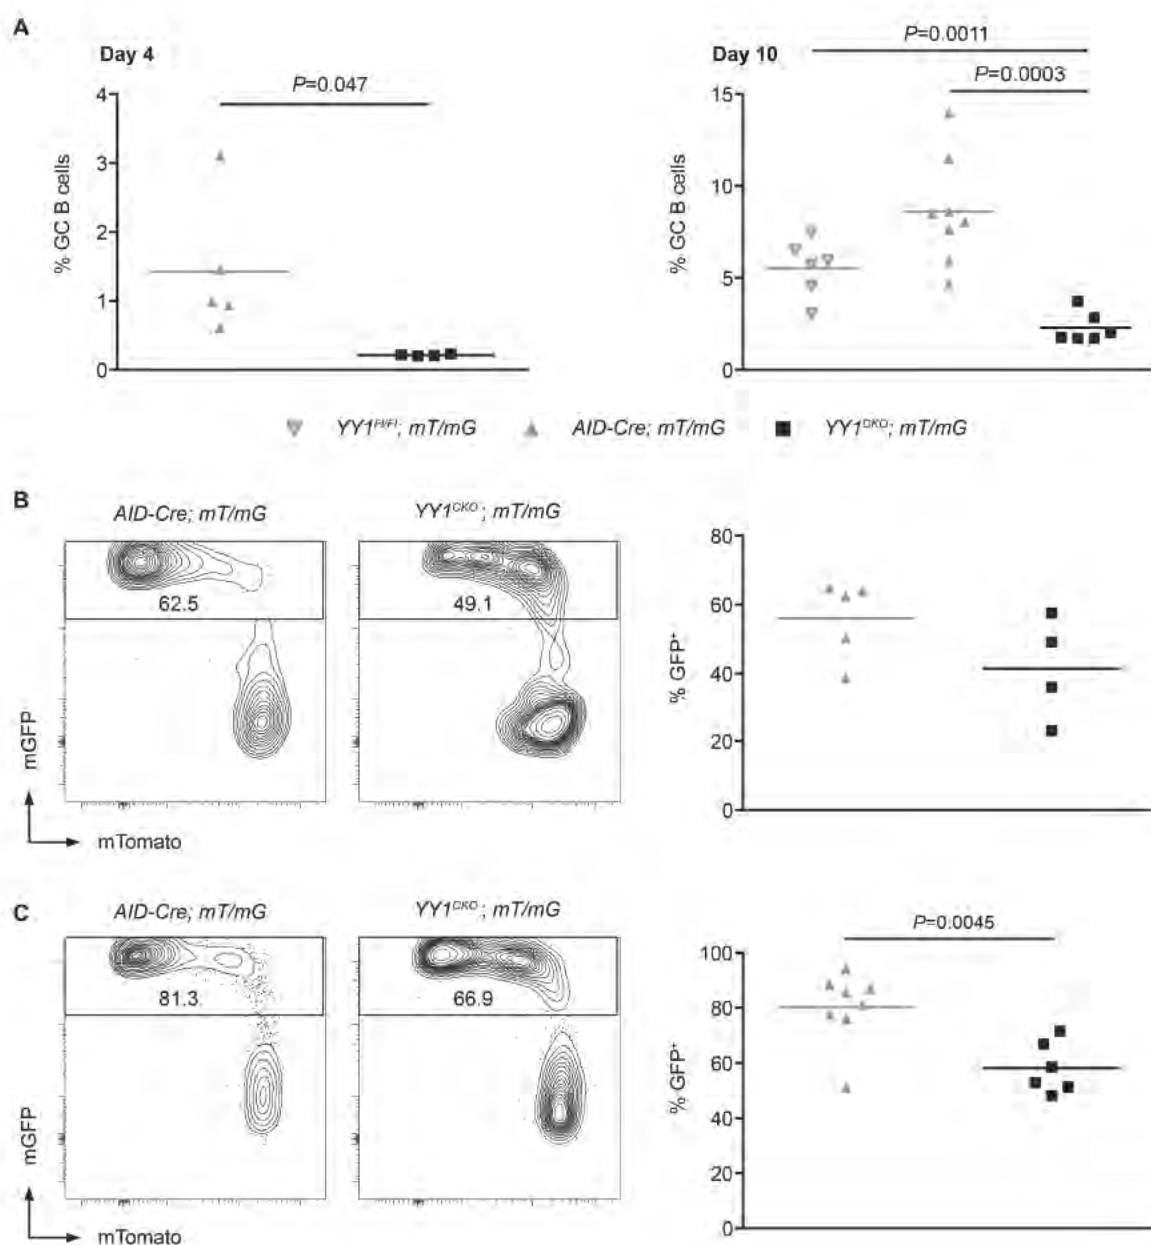 A
Day 4
P=0.047
4
3
2
1
0
% GC B cells
Day 10
P=0.0011
P=0.0003
15
10
5
0
% GC B cells
YY1Fl/Fl; mT/mG
AID-Cre; mT/mG
YY1CKO; mT/mG
B
AID-Cre; mT/mG
YY1CKO; mT/mG
62.5
49.1
mGFP
mTomato
80
60
40
20
0
% GFP+
C
AID-Cre; mT/mG
YY1CKO; mT/mG
81.3
66.9
mGFP
mTomato
P=0.0045
100
80
60
40
20
0
% GFP+